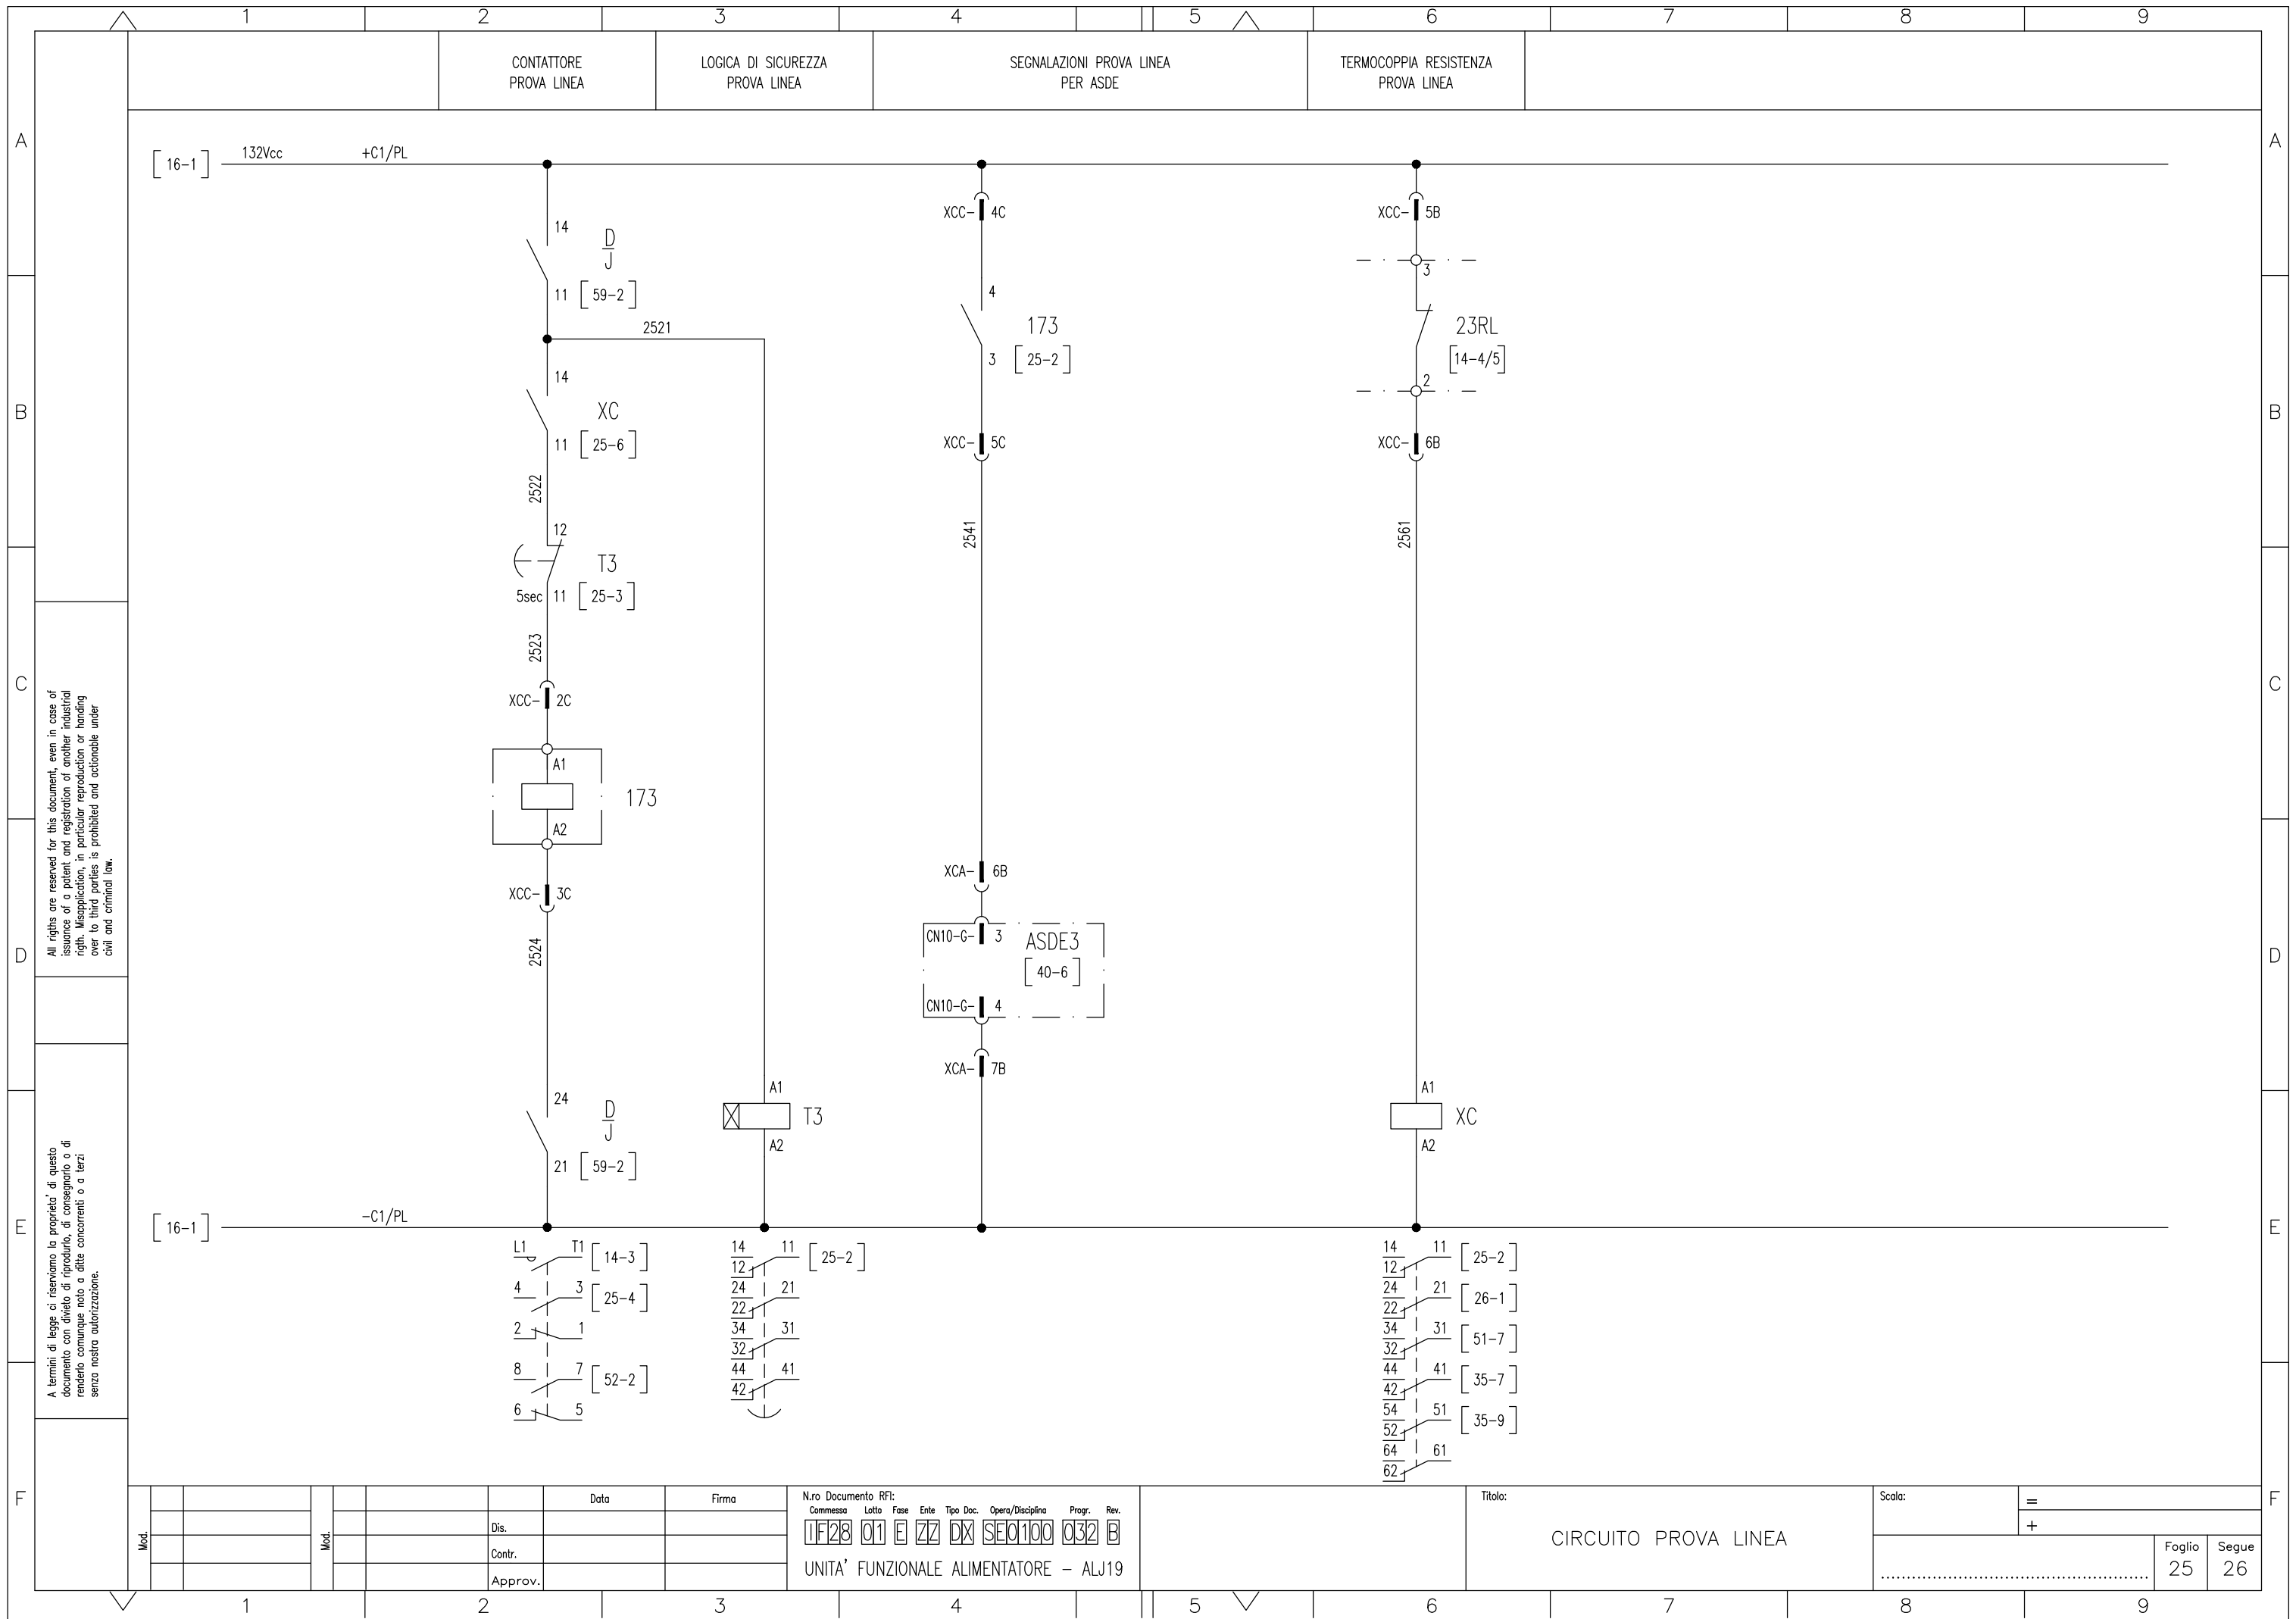 1 2 3 4 5 6 7 8 9
CONTATTORE
PROVA LINEA
LOGICA DI SICUREZZA
PROVA LINEA
SEGNALAZIONI PROVA LINEA
PER ASDE
TERMOCOPPIA RESISTENZA
PROVA LINEA
A
A
[16-1] 132Vcc +C1/PL
14
D
J
11 [59-2]
2521
14
XC
11 [25-6]
2522
12
T3
5sec 11 [25-3]
2523
XCC- 2C
A1
173
A2
XCC- 3C
2524
24
D
J
21 [59-2]
A1
T3
A2
XCC- 4C
4
173
3 [25-2]
XCC- 5C
2541
XCA- 6B
CN10-G- 3 ASDE3
[40-6]
CN10-G- 4
XCA- 7B
XCC- 5B
3
23RL
[14-4/5]
2
XCC- 6B
2561
A1
XC
A2
B
B
C
C
D
D
E
E
F
F
[16-1] -C1/PL
L1 T1 [14-3]
4 3 [25-4]
2 1
8 7 [52-2]
6 5
14 11 [25-2]
12
24 21
22
34 31
32
44 41
42
14 11 [25-2]
12
24 21 [26-1]
22
34 31 [51-7]
32
44 41 [35-7]
42
54 51 [35-9]
52
64 61
62
All rigths are reserved for this document, even in case of
issuance of a patent and registration of another industrial
rigth. Misapplication, in particular reproduction or handing
over to third parties is prohibited and actionable under
civil and criminal law.
A termini di legge ci riserviamo la proprieta' di questo
documento con divieto di riprodurlo, di consegnarlo o di
renderlo comunque noto a ditte concorrenti o a terzi
senza nostra autorizzazione.
Mod.
Mod.
Data Firma
Dis.
Contr.
Approv.
N.ro Documento RFI:
Commessa Lotto Fase Ente Tipo Doc. Opera/Disciplina Progr. Rev.
IF28 01 E ZZ DX SE0100 032 B
UNITA' FUNZIONALE ALIMENTATORE - ALJ19
Titolo:
CIRCUITO PROVA LINEA
Scala:
=
+
Foglio Segue
25 26
1 2 3 4 5 6 7 8 9